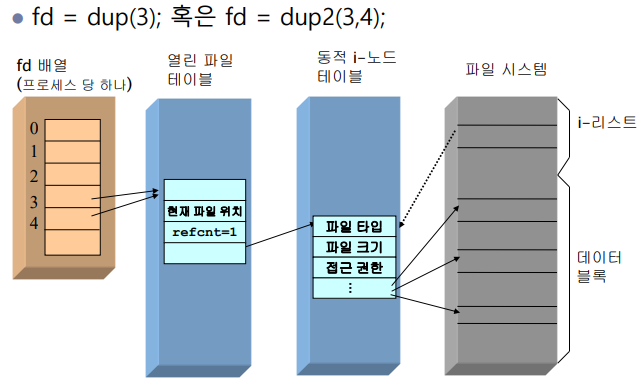 ● fd = dup(3); 혹은 fd = dup2(3,4);
fd 배열
(프로세스 당 하나)
열린 파일
테이블
동적 i-노드
테이블
파일 시스템
0
1
2
3
4
현재 파일 위치
refcnt=1
파일 타입
파일 크기
접근 권한
⋮
i-리스트
데이터
블록